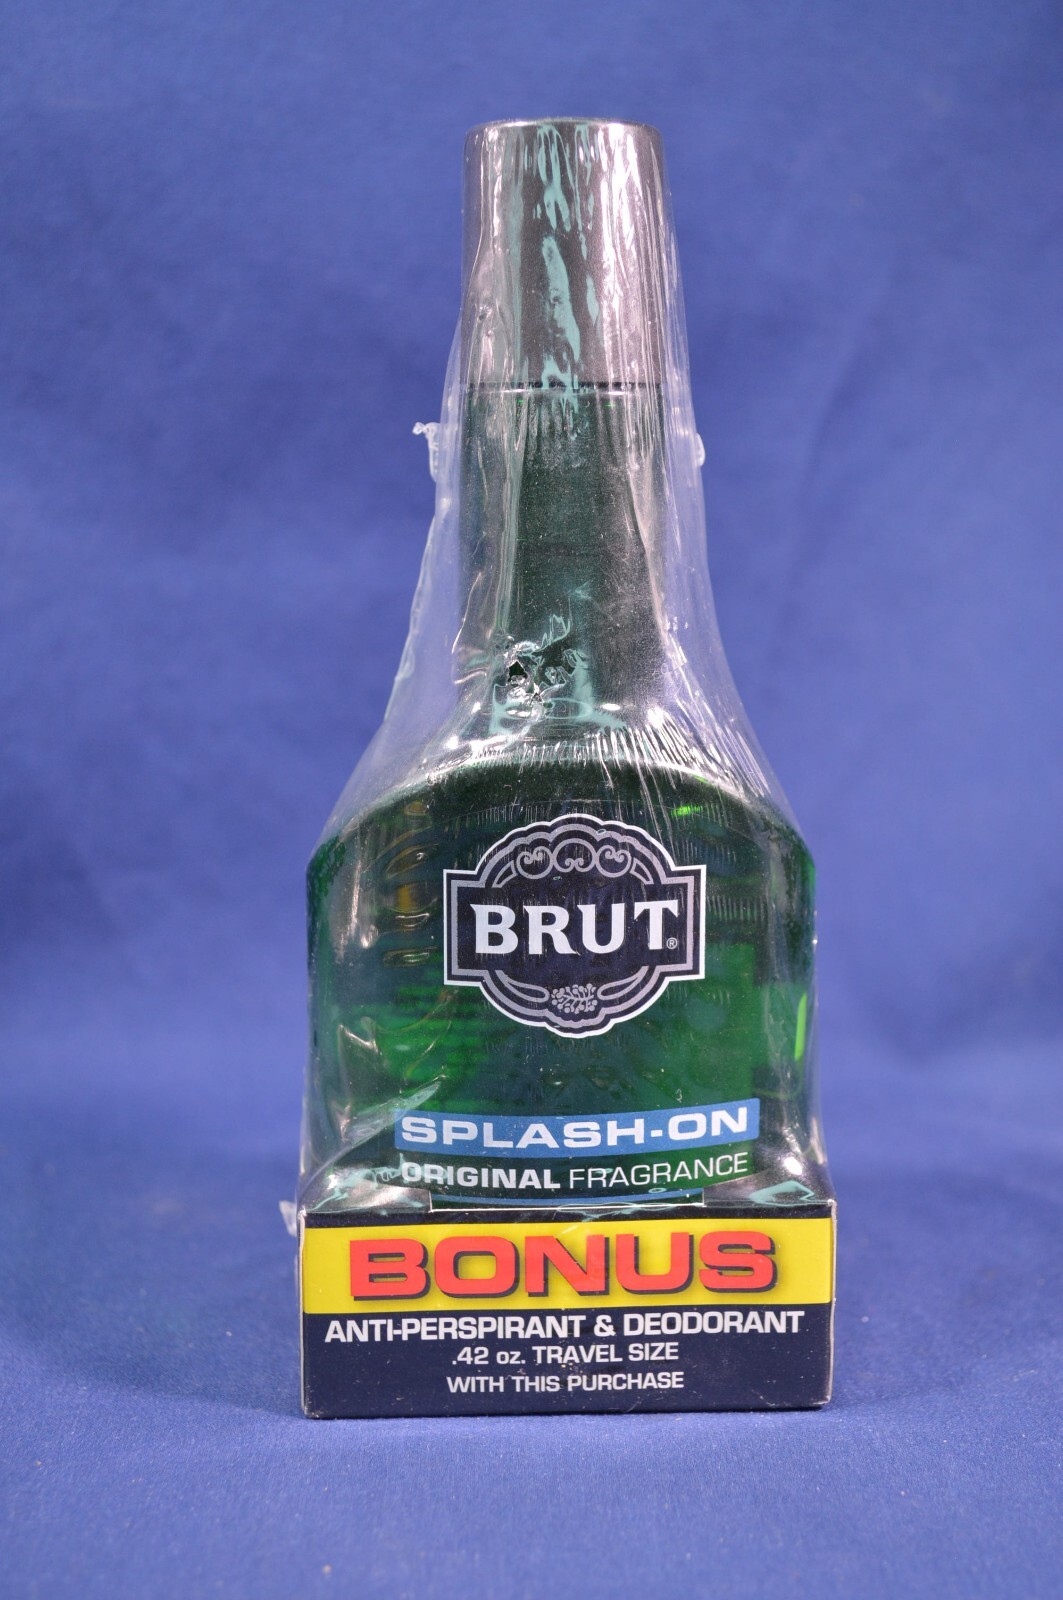 BRUT®
SPLASH-ON
ORIGINAL FRAGRANCE
BONUS
ANTI-PERSPIRANT & DEODORANT
.42 oz. TRAVEL SIZE
WITH THIS PURCHASE